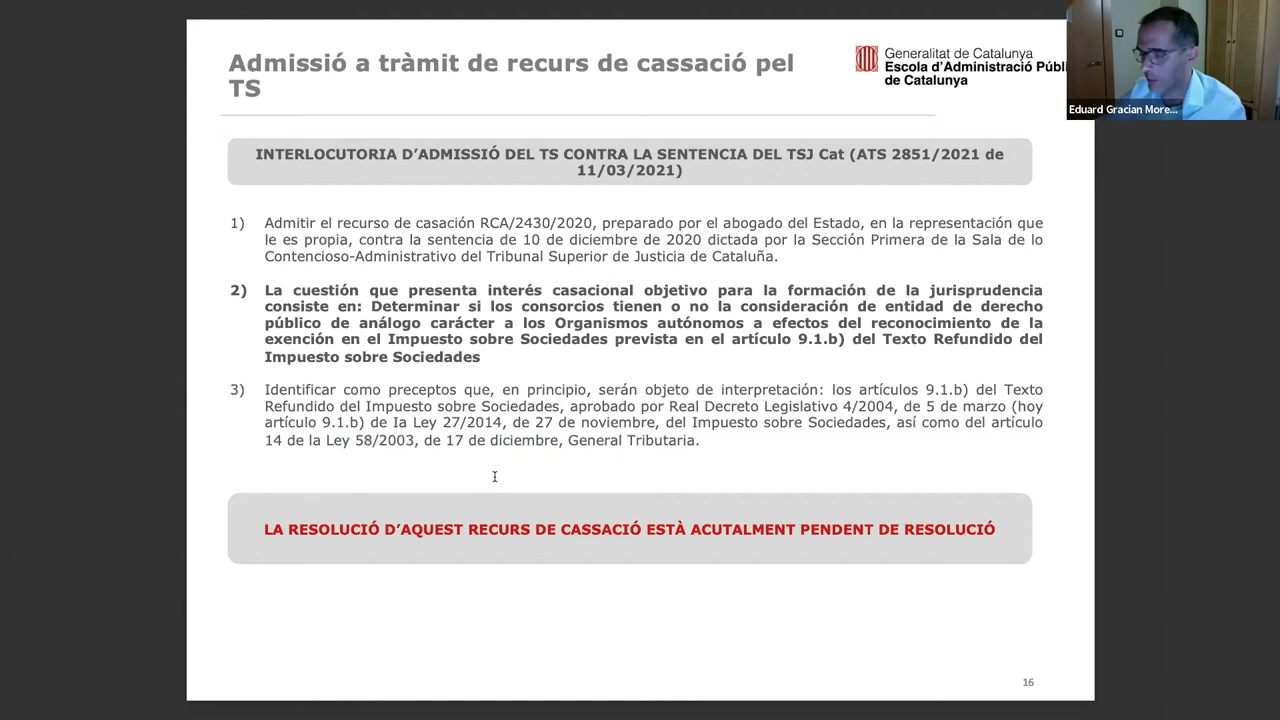 Admissió a tràmit de recurs de cassació pel
TS
Generalitat de Catalunya
Escola d'Administració Públi
de Catalunya
Eduard Gracian More...
INTERLOCUTORIA D'ADMISSIÓ DEL TS CONTRA LA SENTENCIA DEL TSJ Cat (ATS 2851/2021 de
11/03/2021)
1) Admitir el recurso de casación RCA/2430/2020, preparado por el abogado del Estado, en la representación que
le es propia, contra la sentencia de 10 de diciembre de 2020 dictada por la Sección Primera de la Sala de lo
Contencioso-Administrativo del Tribunal Superior de Justicia de Cataluña.
2) La cuestión que presenta interés casacional objetivo para la formación de la jurisprudencia
consiste en: Determinar si los consorcios tienen o no la consideración de entidad de derecho
público de análogo carácter a los Organismos autónomos a efectos del reconocimiento de la
exención en el Impuesto sobre Sociedades prevista en el artículo 9.1.b) del Texto Refundido del
Impuesto sobre Sociedades
3) Identificar como preceptos que, en principio, serán objeto de interpretación: los artículos 9.1.b) del Texto
Refundido del Impuesto sobre Sociedades, aprobado por Real Decreto Legislativo 4/2004, de 5 de marzo (hoy
artículo 9.1.b) de Ia Ley 27/2014, de 27 de noviembre, del Impuesto sobre Sociedades, así como del artículo
14 de la Ley 58/2003, de 17 de diciembre, General Tributaria.
LA RESOLUCIÓ D'AQUEST RECURS DE CASSACIÓ ESTÀ ACUTALMENT PENDENT DE RESOLUCIÓ
16